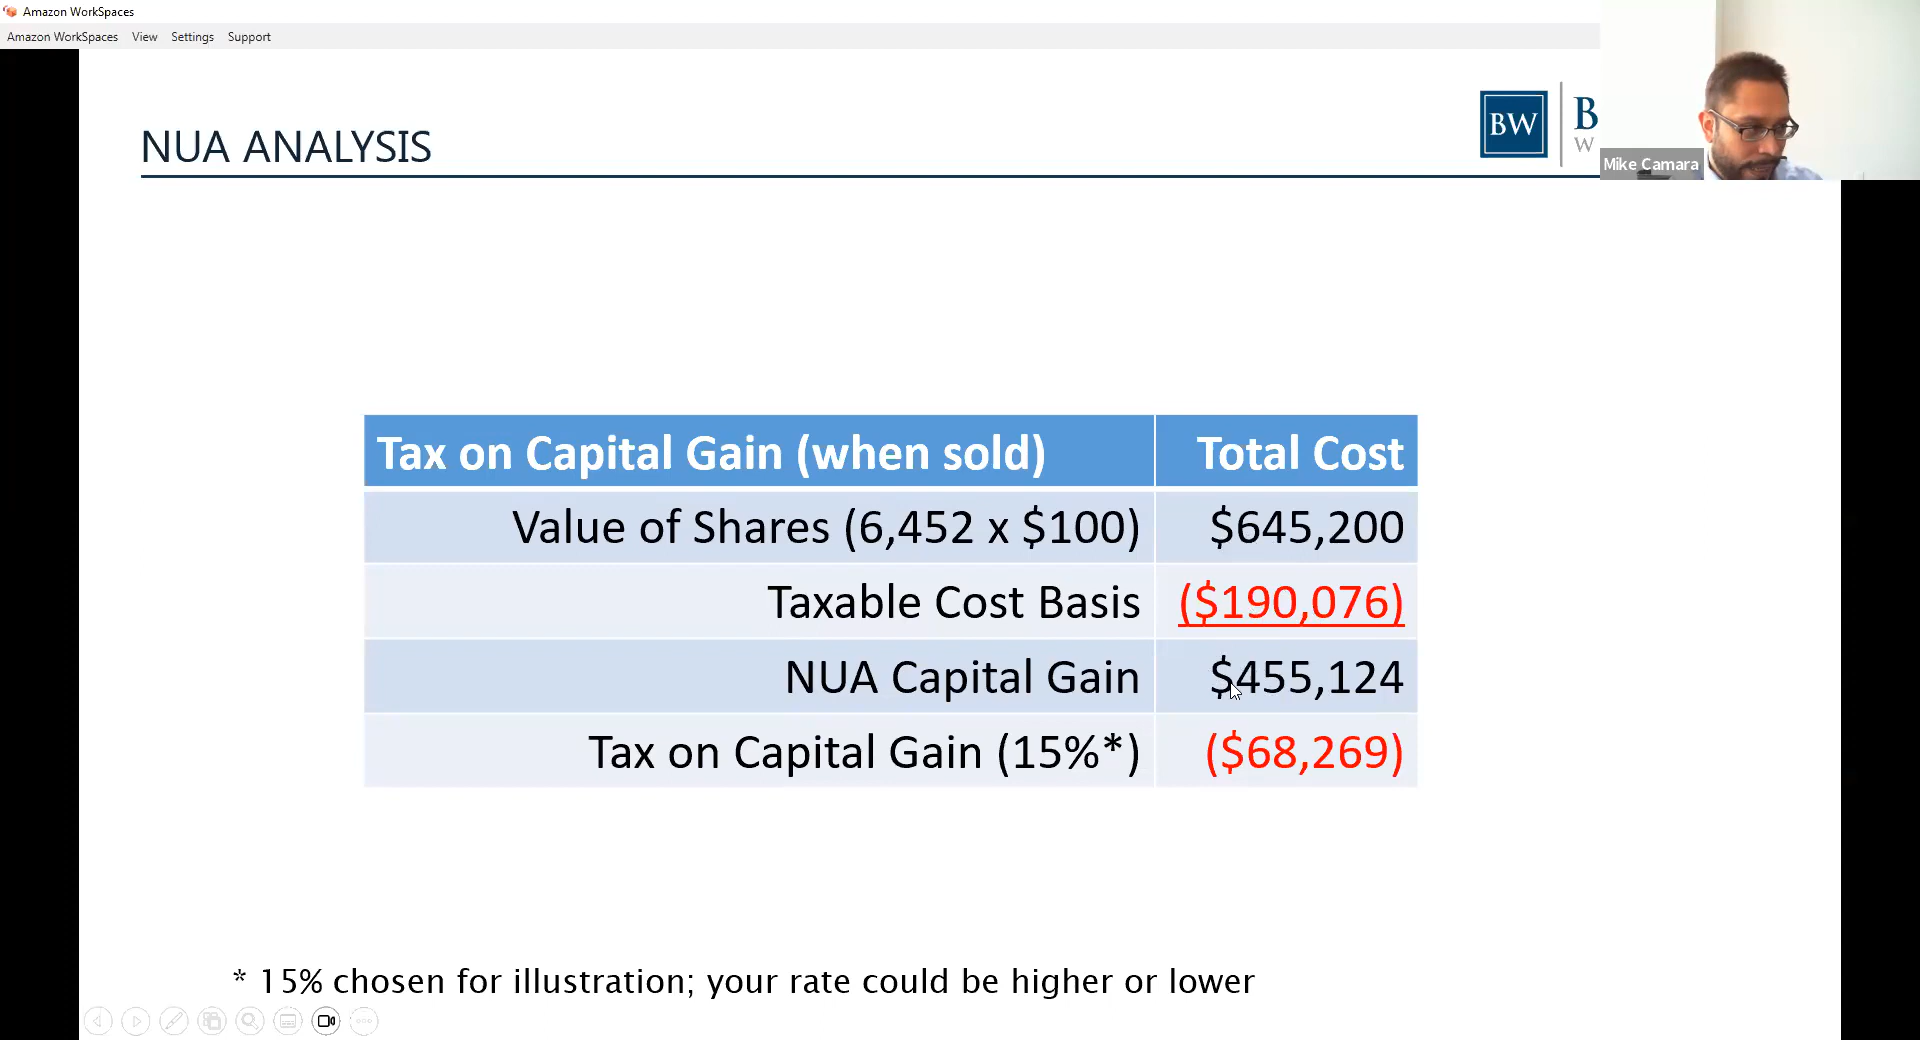 Amazon WorkSpaces
Amazon WorkSpaces View Settings Support
NUA ANALYSIS
BW
B
W
Mike Camara
Tax on Capital Gain (when sold) Total Cost
Value of Shares (6,452 x $100) $645,200
Taxable Cost Basis ($190,076)
NUA Capital Gain $455,124
Tax on Capital Gain (15%*) ($68,269)
* 15% chosen for illustration; your rate could be higher or lower